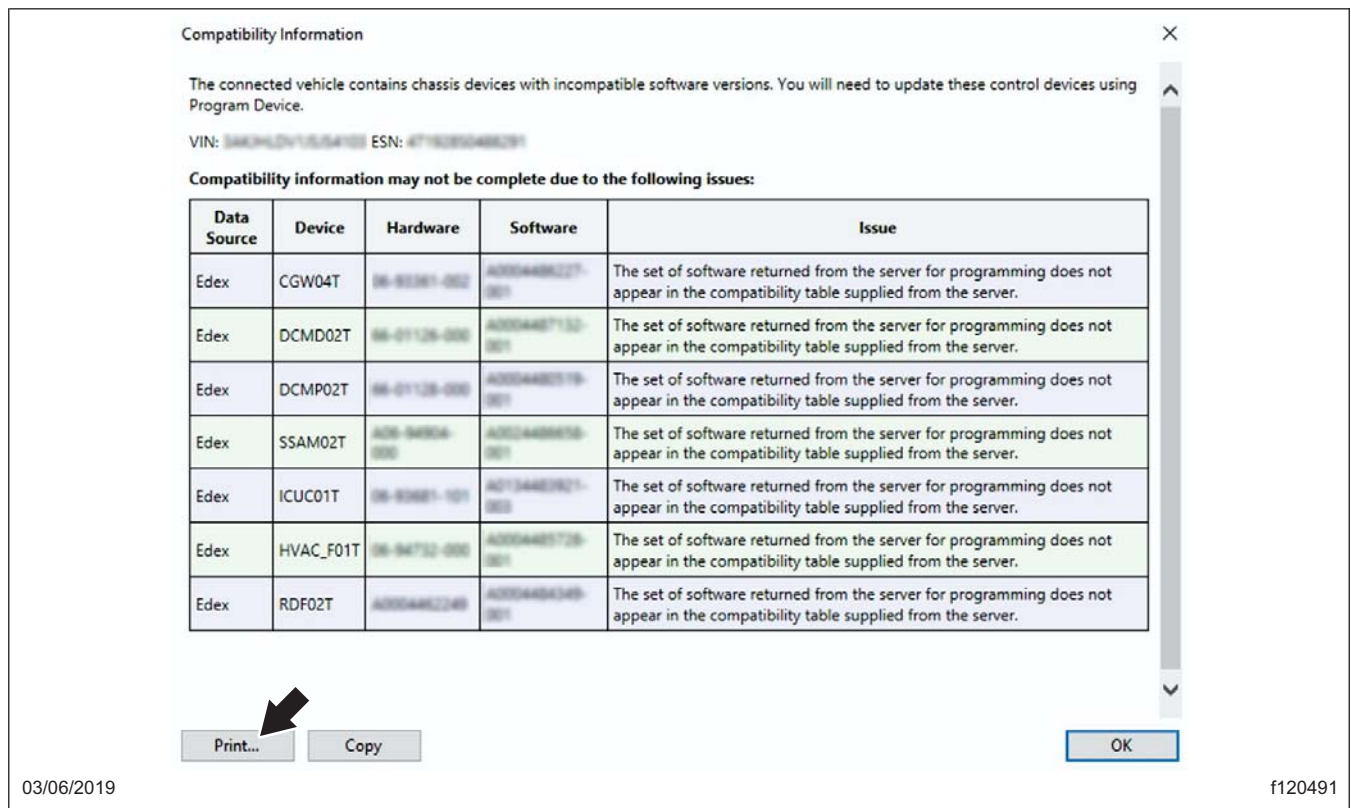 Compatibility Information
The connected vehicle contains chassis devices with incompatible software versions. You will need to update these control devices using
Program Device.
VIN: ESN:
Compatibility information may not be complete due to the following issues:
Data Source Device Hardware Software Issue
Edex CGW04T The set of software returned from the server for programming does not
appear in the compatibility table supplied from the server.
Edex DCMD02T The set of software returned from the server for programming does not
appear in the compatibility table supplied from the server.
Edex DCMP02T The set of software returned from the server for programming does not
appear in the compatibility table supplied from the server.
Edex SSAM02T The set of software returned from the server for programming does not
appear in the compatibility table supplied from the server.
Edex ICUC01T The set of software returned from the server for programming does not
appear in the compatibility table supplied from the server.
Edex HVAC_F01T The set of software returned from the server for programming does not
appear in the compatibility table supplied from the server.
Edex RDF02T The set of software returned from the server for programming does not
appear in the compatibility table supplied from the server.
Print... Copy OK
03/06/2019 f120491